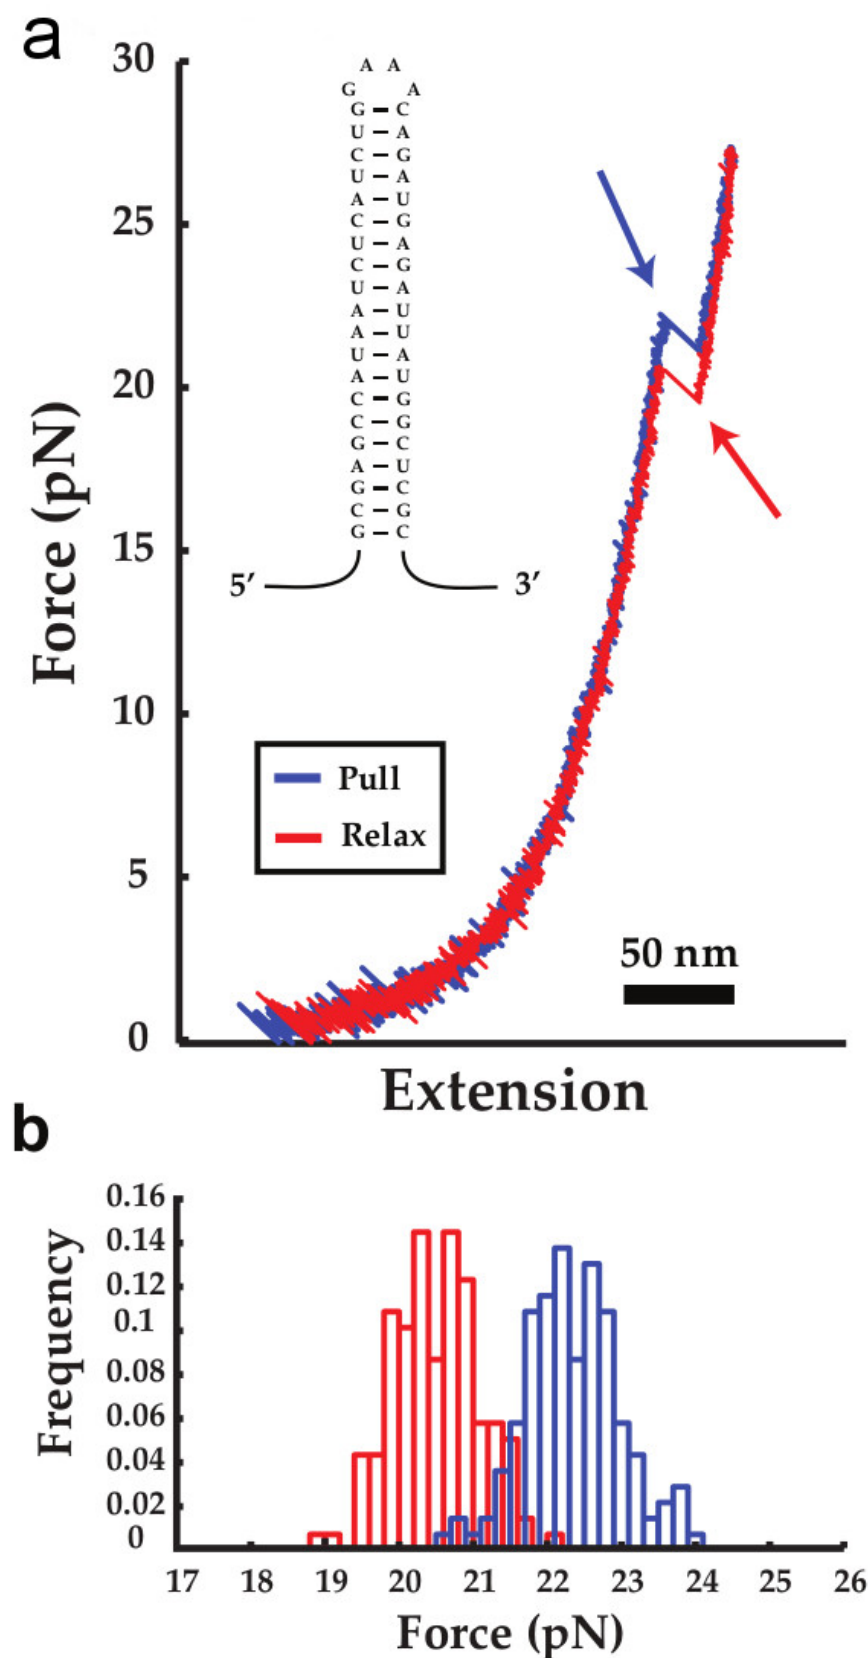 a
30
25
20
15
10
5
0
Force (pN)
A A
G A
G – C
U – A
C – G
U – A
A – U
C – G
U – A
C – G
U – A
A – U
A – U
U – A
A – U
C – G
C – G
G – C
A – U
G – C
C – G
G – C
5′ 3′
Pull
Relax
50 nm
Extension
b
0.16
0.14
0.12
0.1
0.08
0.06
0.04
0.02
0
Frequency
17 18 19 20 21 22 23 24 25 26
Force (pN)